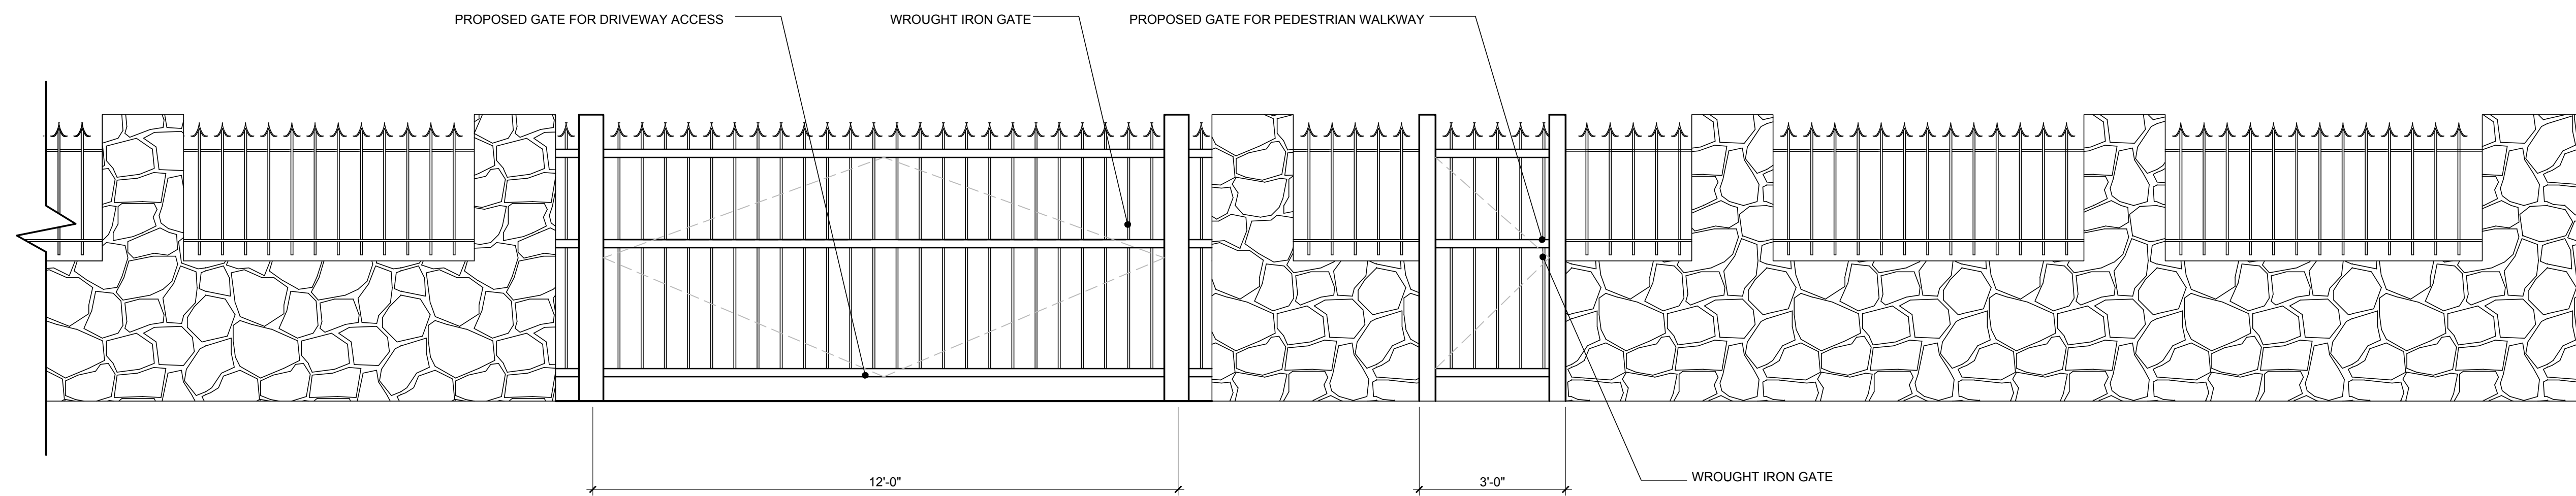 PROPOSED GATE FOR DRIVEWAY ACCESS
WROUGHT IRON GATE
PROPOSED GATE FOR PEDESTRIAN WALKWAY
12'-0"
3'-0"
WROUGHT IRON GATE